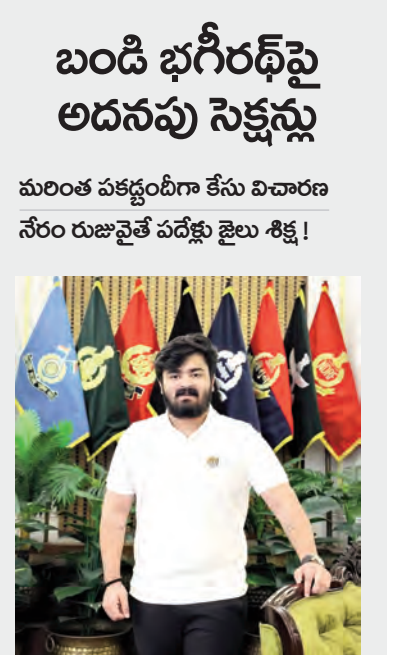 బండి భగీరథ్‌పై
అదనపు సెక్షన్లు
మరింత పకడ్బందీగా కేసు విచారణ
నేరం రుజువైతే పదేళ్లు జైలు శిక్ష !